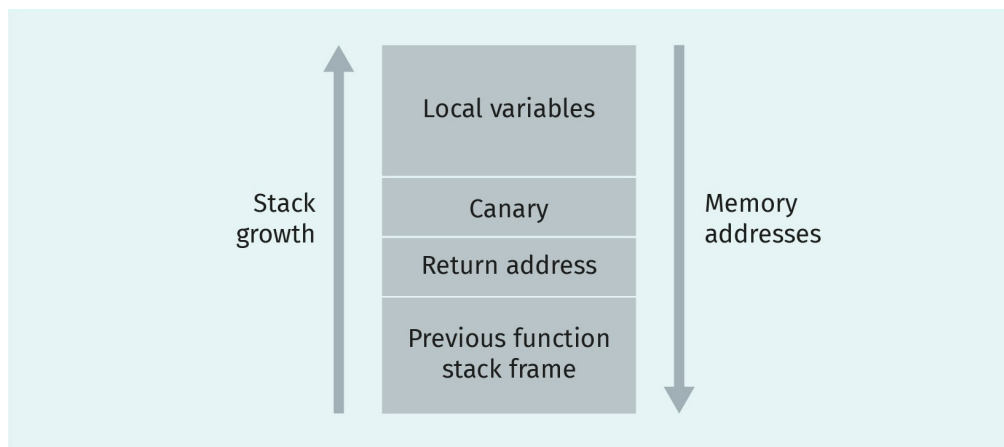 Local variables
Stack
growth
Canary
Memory
addresses
Return address
Previous function
stack frame